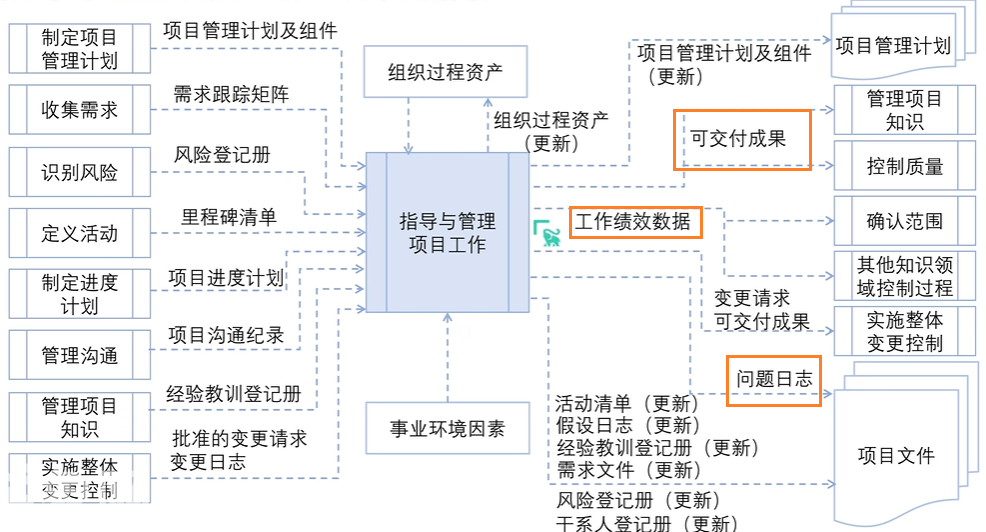 制定项目
管理计划
项目管理计划及组件
收集需求
需求跟踪矩阵
识别风险
风险登记册
定义活动
里程碑清单
制定进度
计划
项目进度计划
管理沟通
项目沟通纪录
管理项目
知识
经验教训登记册
实施整体
变更控制
批准的变更请求
变更日志
组织过程资产
组织过程资产
（更新）
指导与管理
项目工作
事业环境因素
项目管理计划及组件
（更新）
可交付成果
工作绩效数据
变更请求
可交付成果
问题日志
活动清单（更新）
假设日志（更新）
经验教训登记册（更新）
需求文件（更新）
风险登记册（更新）
干系人登记册（更新）
项目管理计划
管理项目
知识
控制质量
确认范围
其他知识领
域控制过程
实施整体
变更控制
项目文件